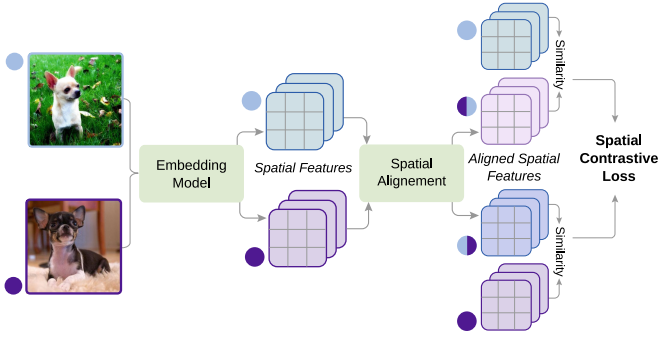 Embedding
Model
Spatial Features
Spatial
Alignement
Similarity
Aligned Spatial
Features
Similarity
Spatial
Contrastive
Loss